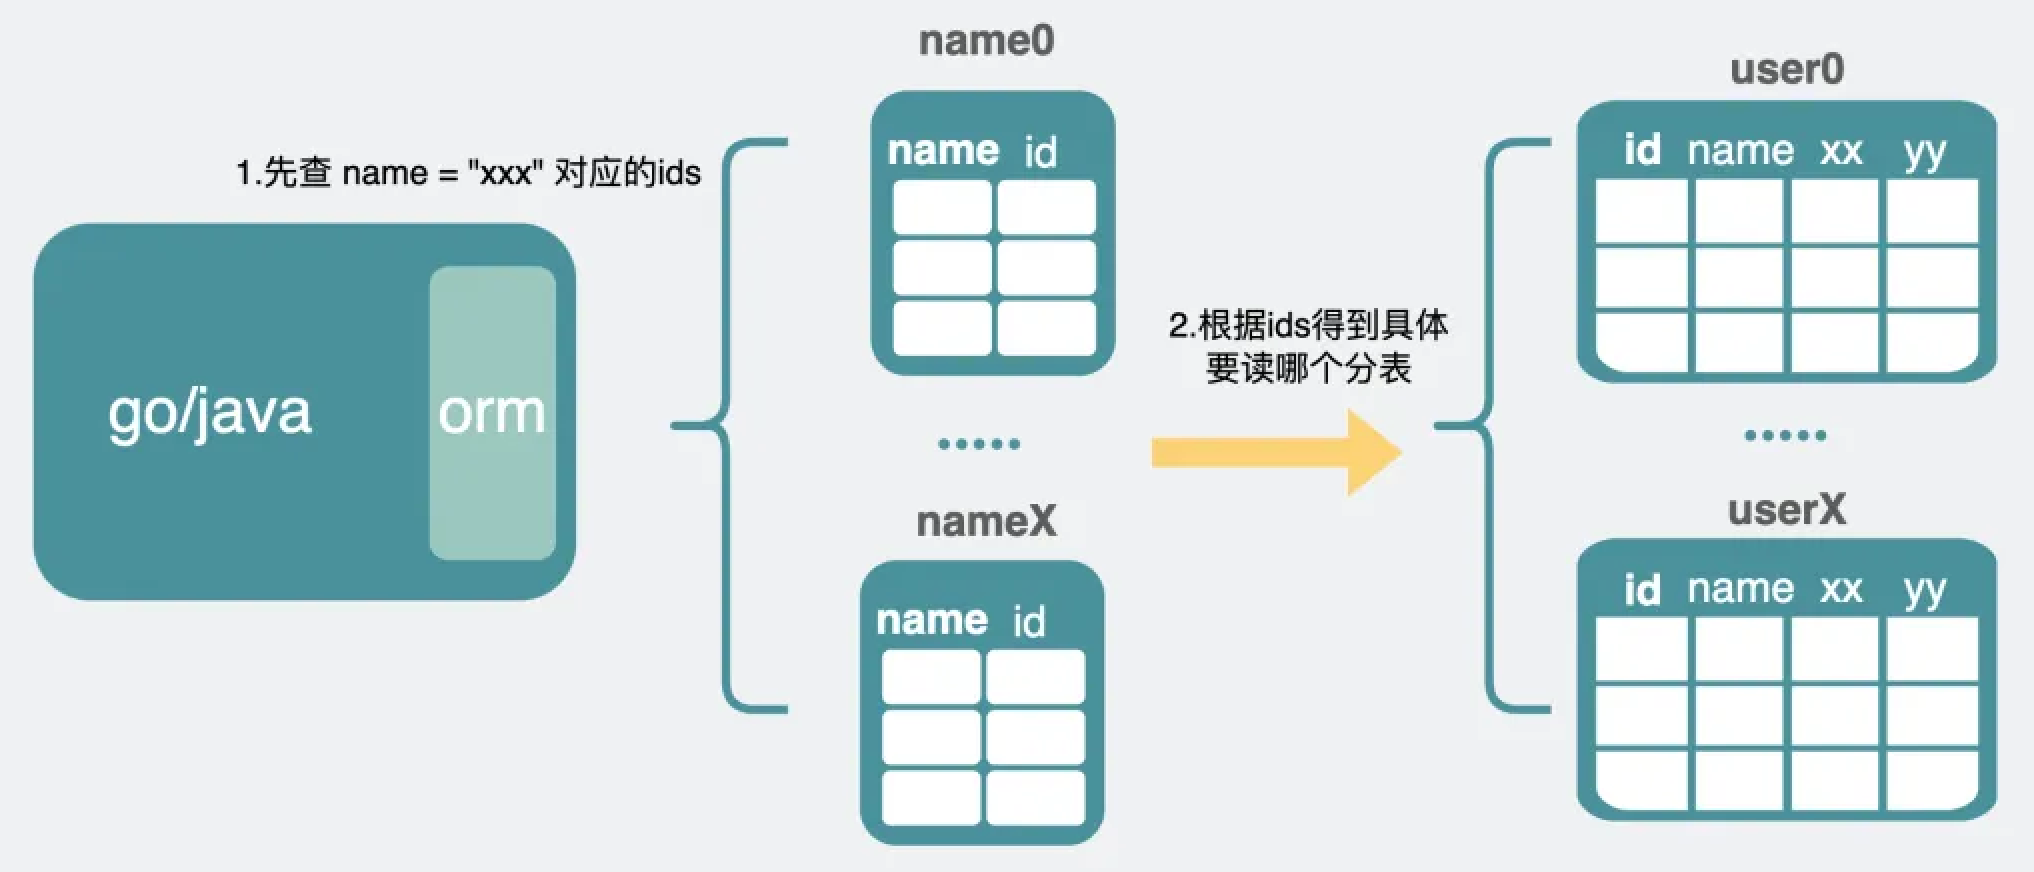 1.先查 name = "xxx" 对应的ids
go/java
orm
name0
name id
nameX
name id
2.根据ids得到具体
要读哪个分表
user0
id name xx yy
userX
id name xx yy